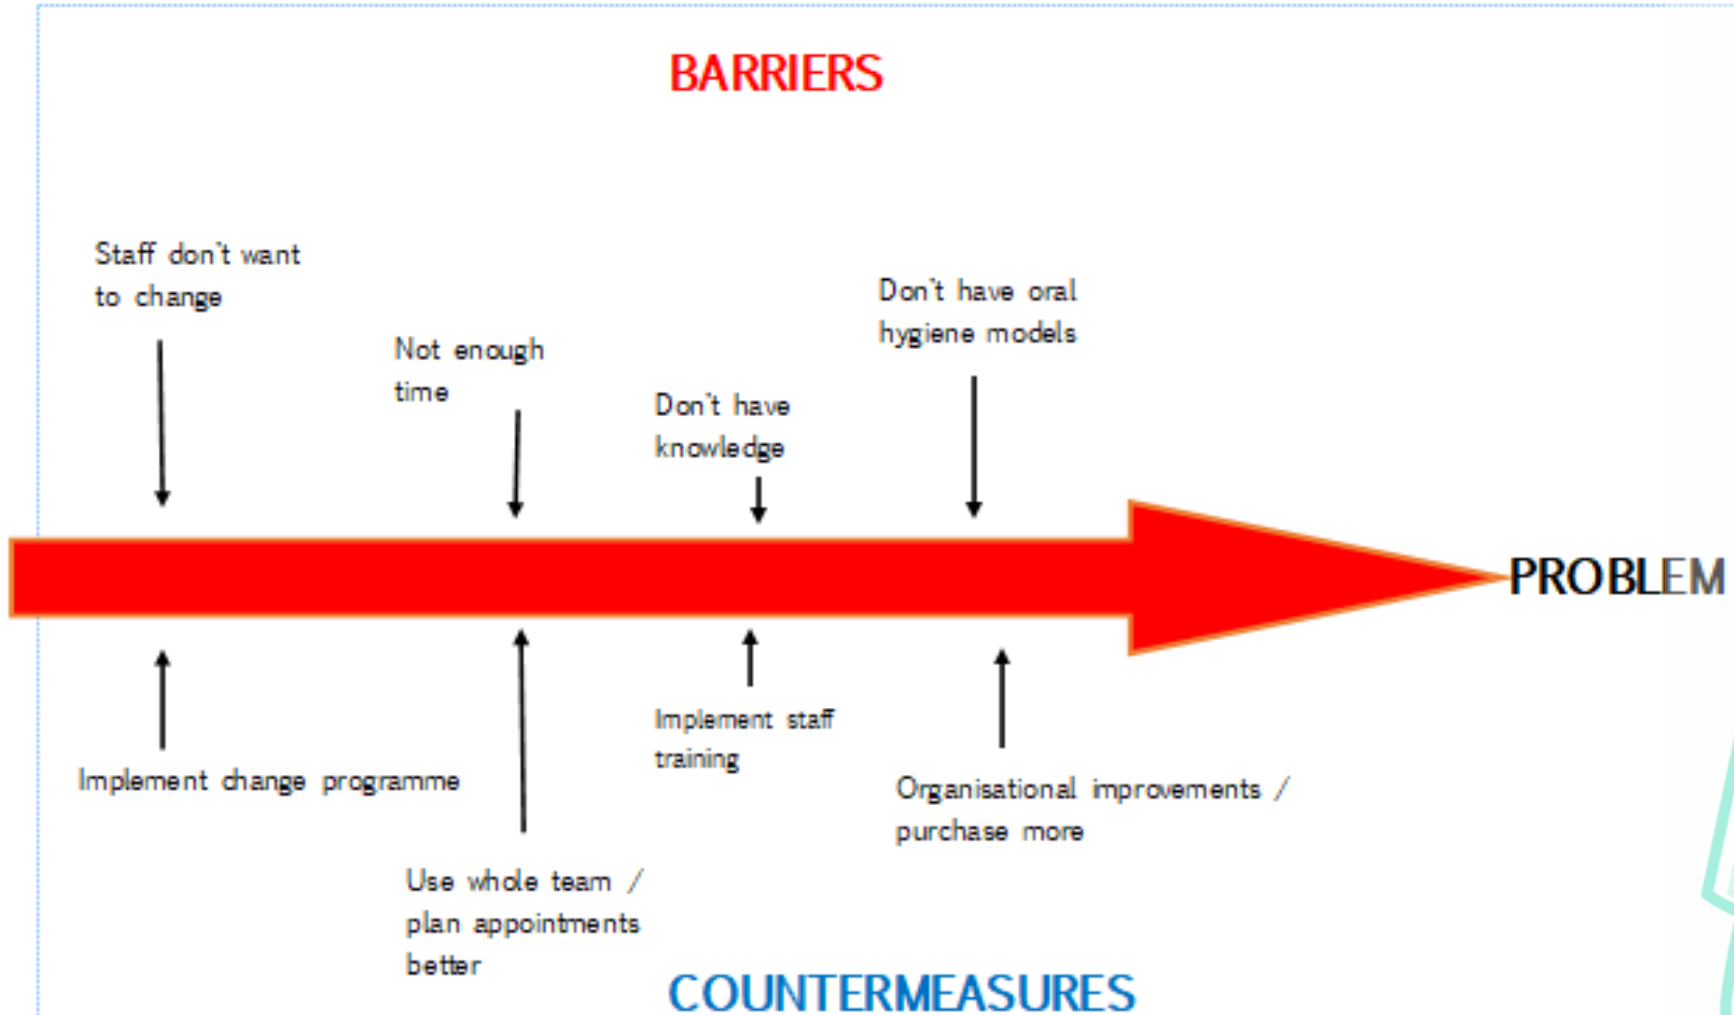 BARRIERS
Staff don't want
to change
Not enough
time
Don't have
knowledge
Don't have oral
hygiene models
PROBLEM
Implement change programme
Use whole team /
plan appointments
better
Implement staff
training
Organisational improvements /
purchase more
COUNTERMEASURES